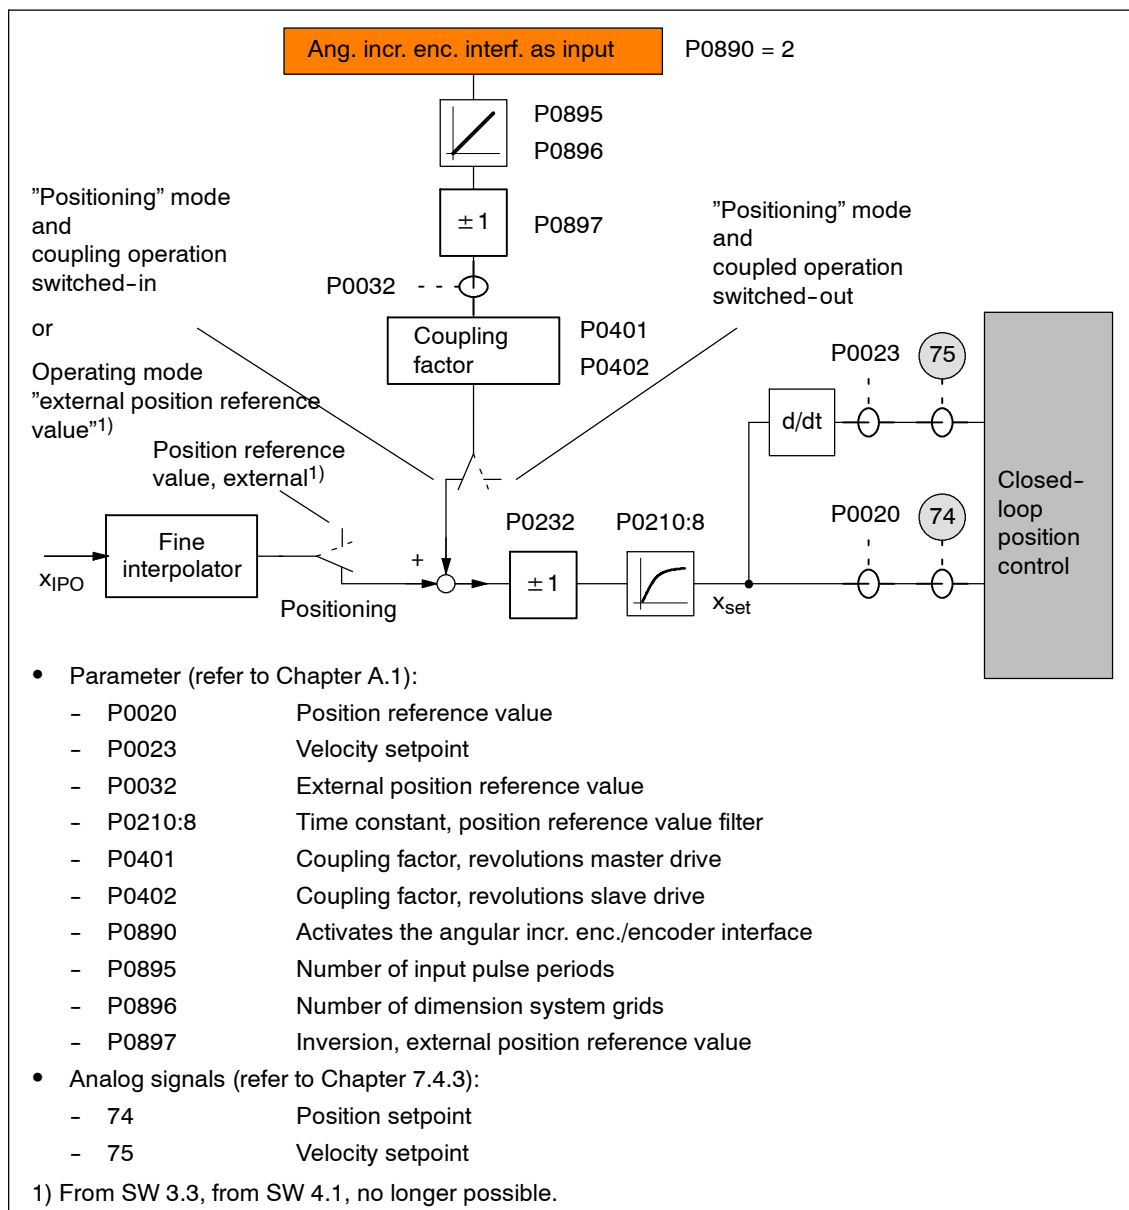 Ang. incr. enc. interf. as input
P0890 = 2
P0895
P0896
± 1
P0897
P0032
Coupling
factor
P0401
P0402
”Positioning” mode
and
coupling operation
switched-in
or
Operating mode
”external position reference
value”1)
”Positioning” mode
and
coupled operation
switched-out
Position reference
value, external1)
xIPO
Fine
interpolator
Positioning
+
P0232
± 1
P0210:8
xset
d/dt
P0023
75
P0020
74
Closed-
loop
position
control
• Parameter (refer to Chapter A.1):
- P0020 Position reference value
- P0023 Velocity setpoint
- P0032 External position reference value
- P0210:8 Time constant, position reference value filter
- P0401 Coupling factor, revolutions master drive
- P0402 Coupling factor, revolutions slave drive
- P0890 Activates the angular incr. enc./encoder interface
- P0895 Number of input pulse periods
- P0896 Number of dimension system grids
- P0897 Inversion, external position reference value
• Analog signals (refer to Chapter 7.4.3):
- 74 Position setpoint
- 75 Velocity setpoint
1) From SW 3.3, from SW 4.1, no longer possible.